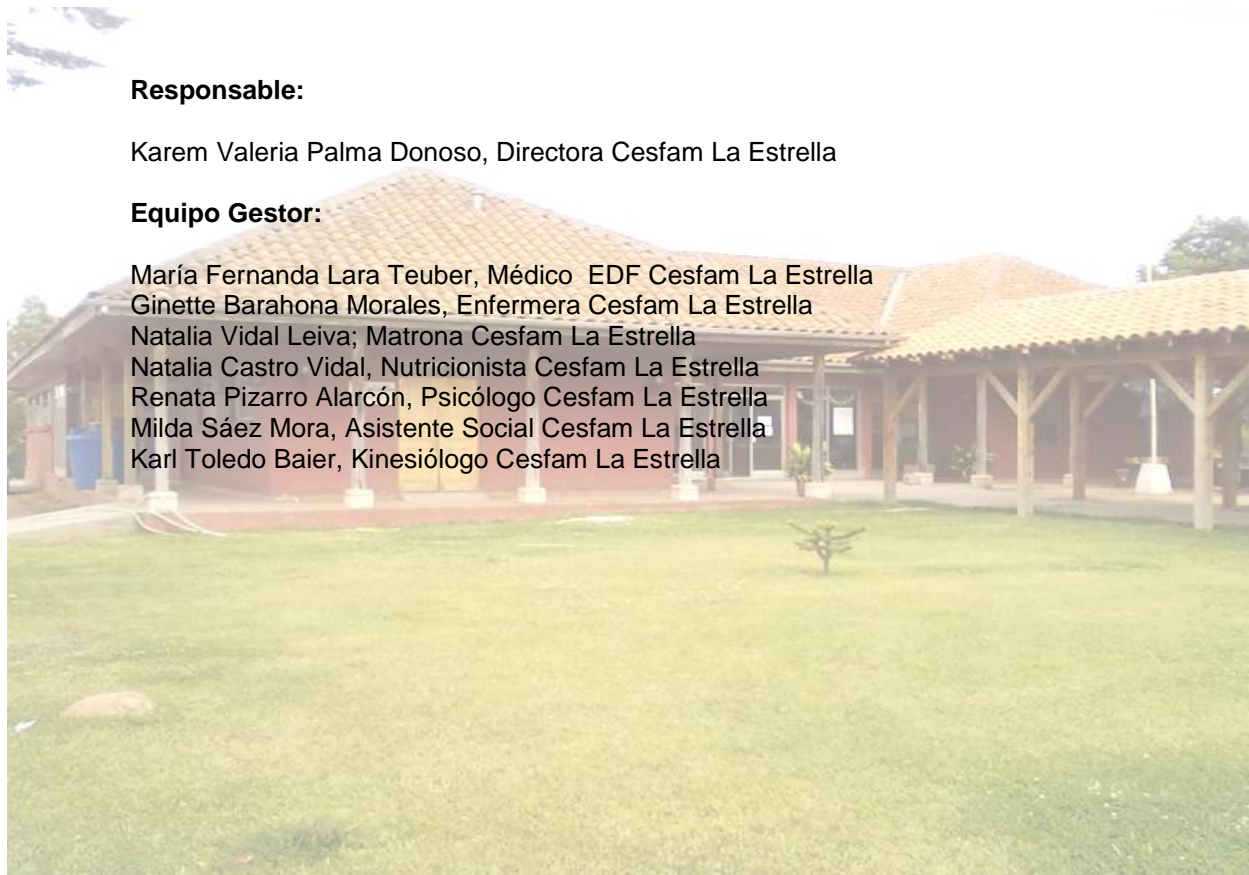 Responsable:
Karem Valeria Palma Donoso, Directora Cesfam La Estrella
Equipo Gestor:
María Fernanda Lara Teuber, Médico  EDF Cesfam La Estrella
Ginette Barahona Morales, Enfermera Cesfam La Estrella
Natalia Vidal Leiva; Matrona Cesfam La Estrella
Natalia Castro Vidal, Nutricionista Cesfam La Estrella
Renata Pizarro Alarcón, Psicólogo Cesfam La Estrella
Milda Sáez Mora, Asistente Social Cesfam La Estrella
Karl Toledo Baier, Kinesiólogo Cesfam La Estrella